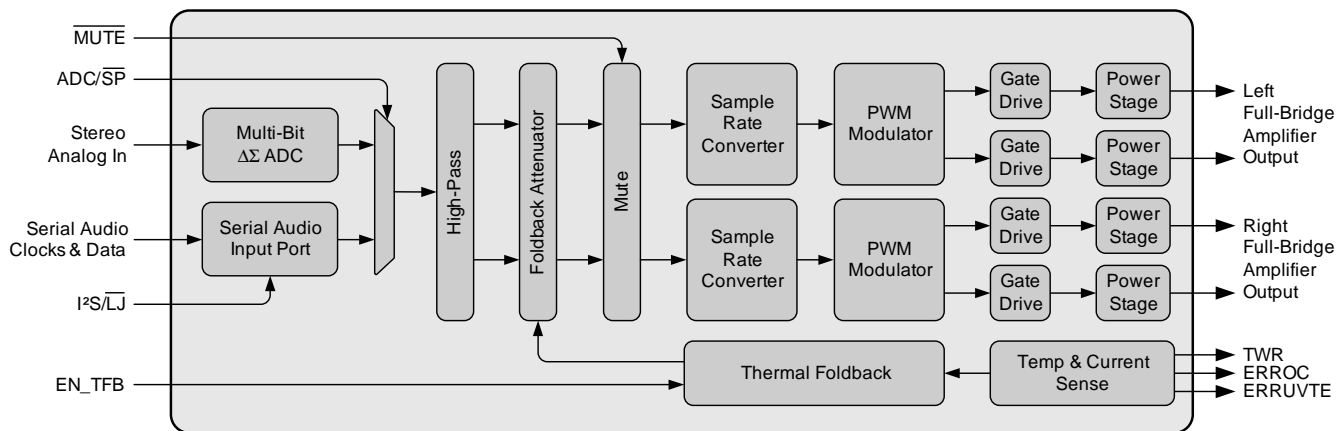 MUTE
ADC/SP
Stereo
Analog In
Serial Audio
Clocks & Data
I²S/LJ
EN_TFB
Multi-Bit
ΔΣ ADC
Serial Audio
Input Port
High-Pass
Foldback Attenuator
Mute
Sample
Rate
Converter
PWM
Modulator
Gate
Drive
Power
Stage
Gate
Drive
Power
Stage
Left
Full-Bridge
Amplifier
Output
Sample
Rate
Converter
PWM
Modulator
Gate
Drive
Power
Stage
Gate
Drive
Power
Stage
Right
Full-Bridge
Amplifier
Output
Thermal Foldback
Temp & Current
Sense
TWR
ERROC
ERRUVTE